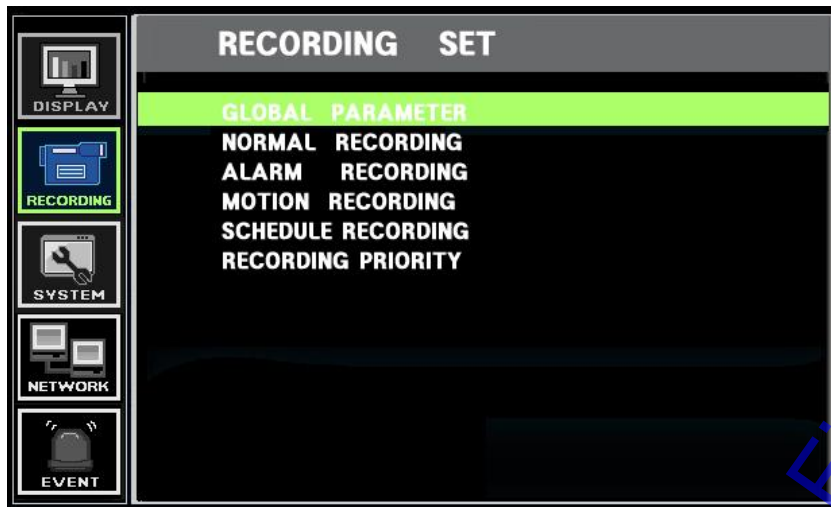 RECORDING SET
DISPLAY
GLOBAL PARAMETER
NORMAL RECORDING
ALARM RECORDING
RECORDING
MOTION RECORDING
SCHEDULE RECORDING
RECORDING PRIORITY
SYSTEM
NETWORK
EVENT